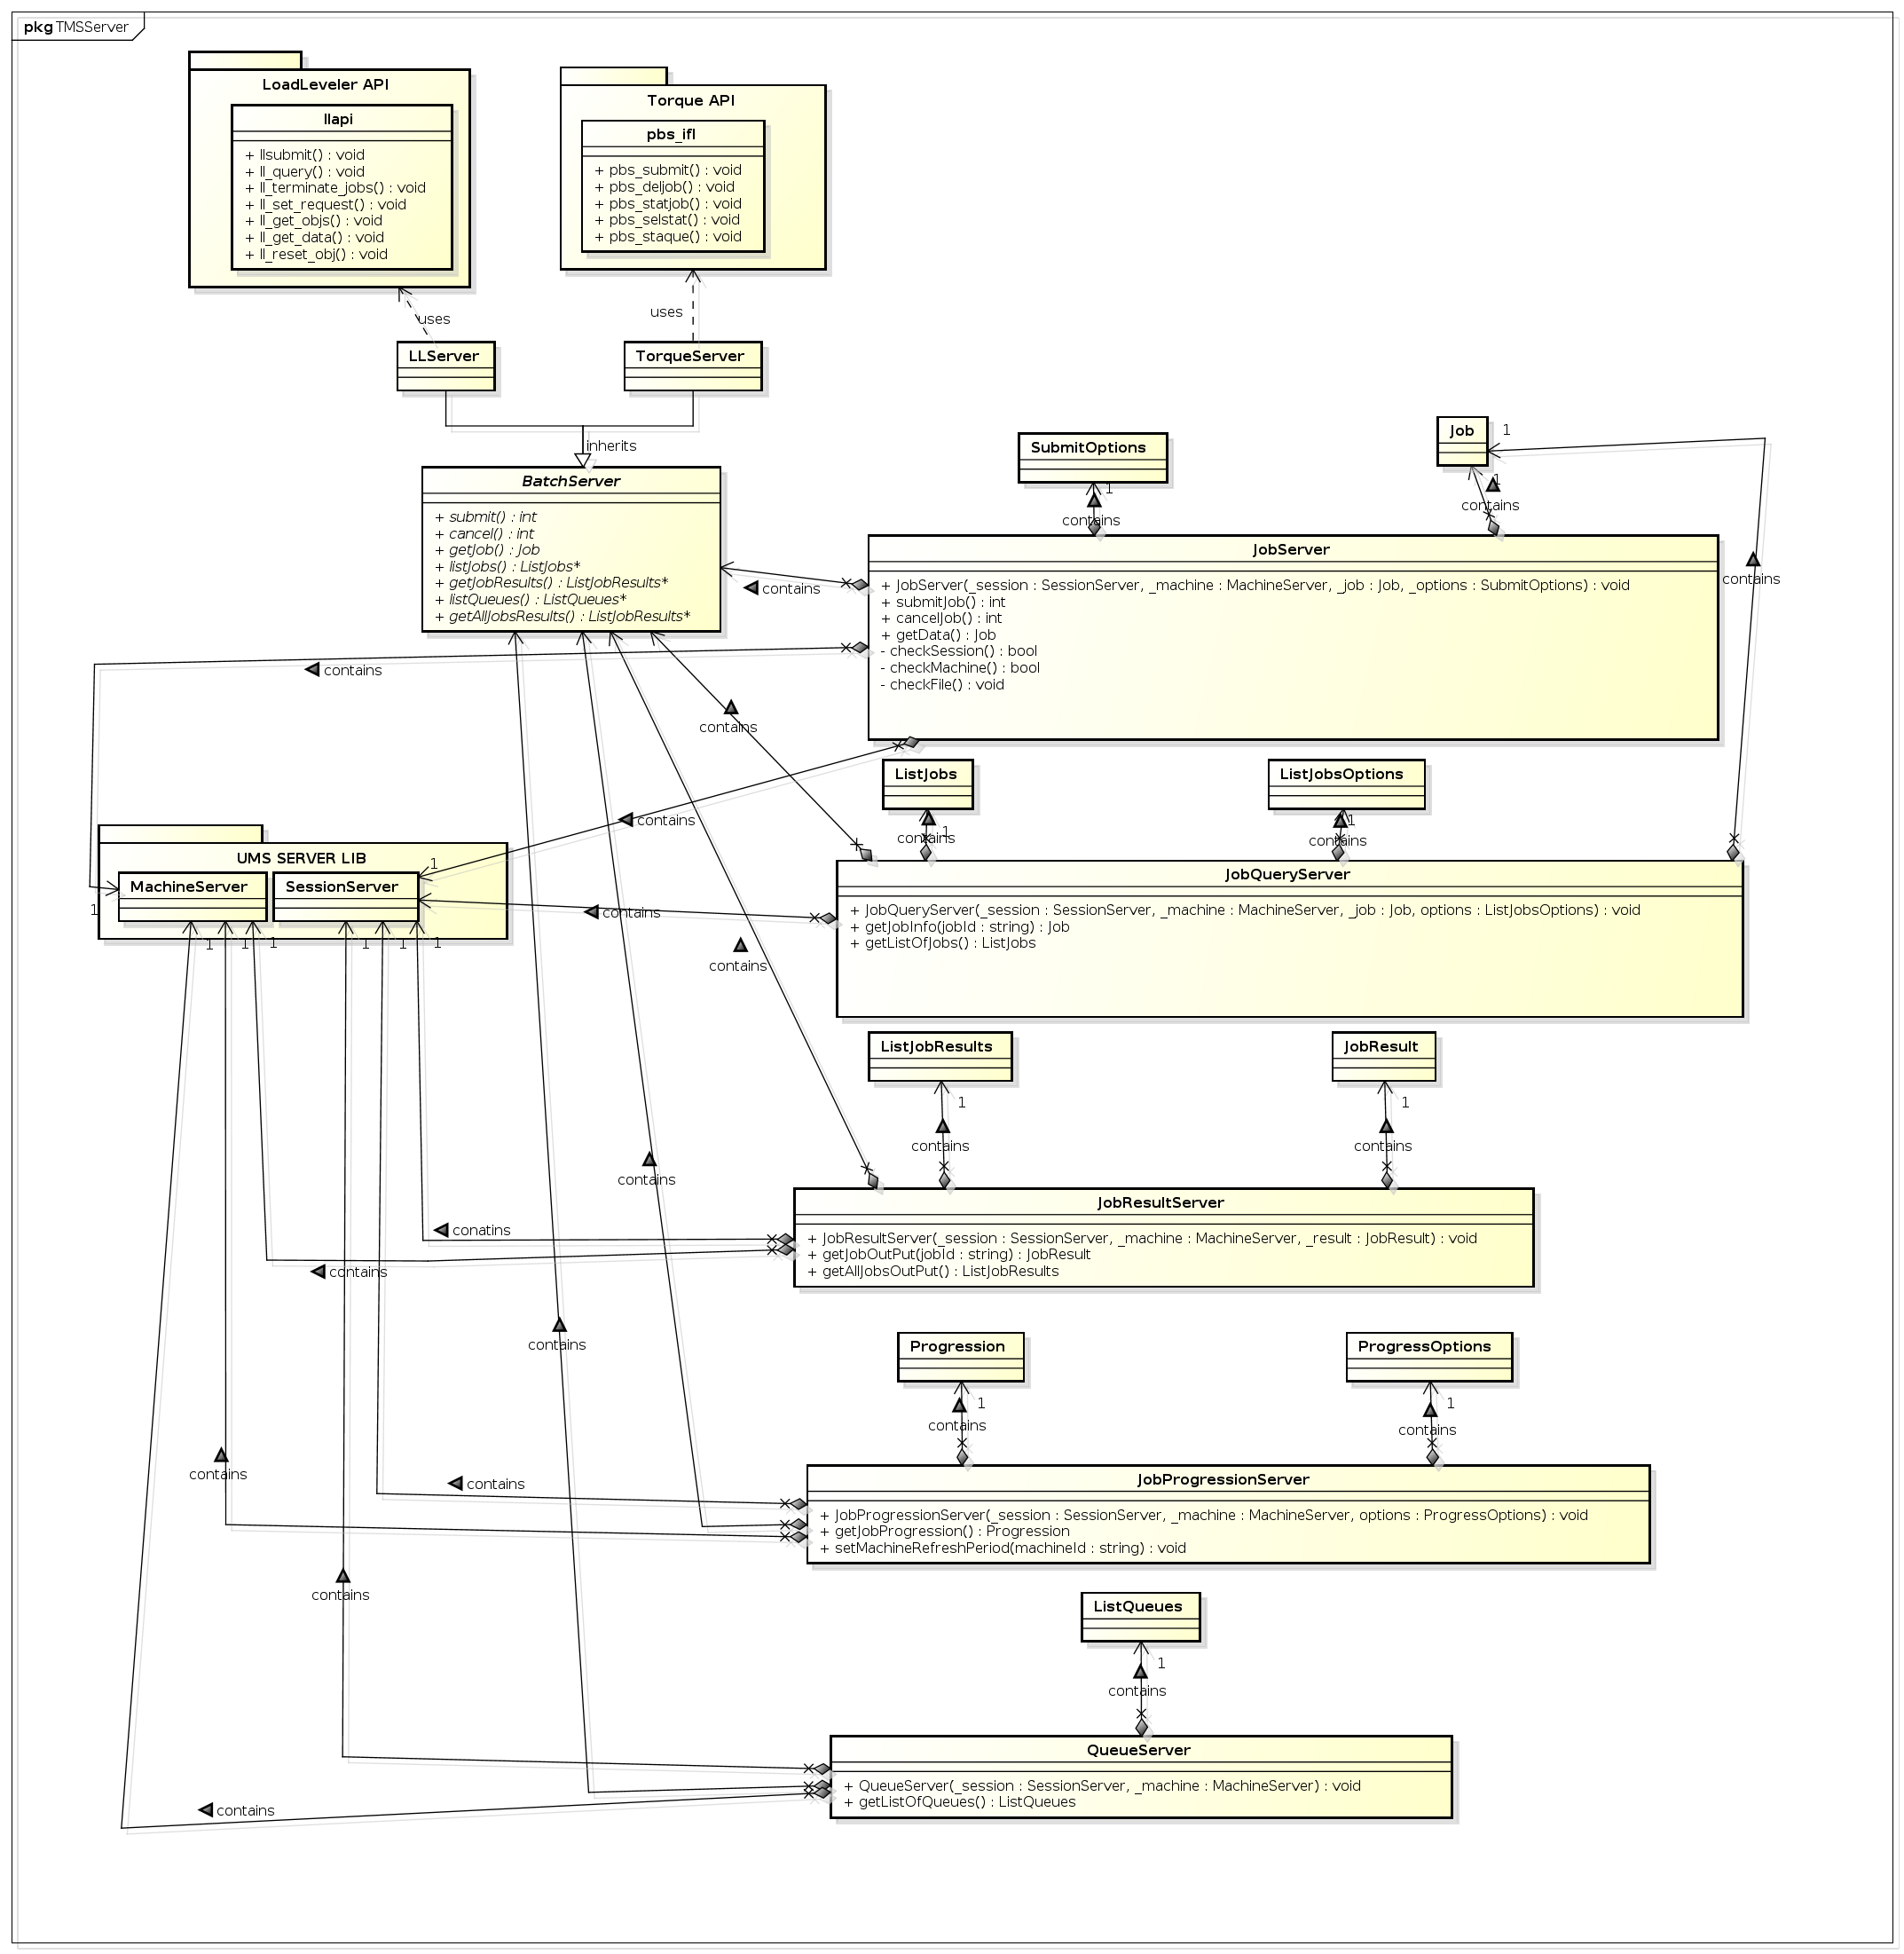 pkg TMSServer
LoadLeveler API
llapi
+ llsubmit() : void
+ ll_query() : void
+ ll_terminate_jobs() : void
+ ll_set_request() : void
+ ll_get_objs() : void
+ ll_get_data() : void
+ ll_reset_obj() : void
Torque API
pbs_ifl
+ pbs_submit() : void
+ pbs_deljob() : void
+ pbs_statjob() : void
+ pbs_selstat() : void
+ pbs_staque() : void
uses
uses
LLServer
TorqueServer
inherits
BatchServer
+ submit() : int
+ cancel() : int
+ getJob() : Job
+ listJobs() : ListJobs*
+ getJobResults() : ListJobResults*
+ listQueues() : ListQueues*
+ getAllJobsResults() : ListJobResults*
SubmitOptions
1
contains
Job
1
1
contains
contains
JobServer
+ JobServer(_session : SessionServer, _machine : MachineServer, _job : Job, _options : SubmitOptions) : void
+ submitJob() : int
+ cancelJob() : int
+ getData() : Job
- checkSession() : bool
- checkMachine() : bool
- checkFile() : void
contains
contains
contains
contains
ListJobs
contains
1
ListJobsOptions
1
contains
UMS SERVER LIB
MachineServer
SessionServer
1
1
1
1
1
1
1
1
contains
JobQueryServer
+ JobQueryServer(_session : SessionServer, _machine : MachineServer, _job : Job, options : ListJobsOptions) : void
+ getJobInfo(jobId : string) : Job
+ getListOfJobs() : ListJobs
contains
ListJobResults
1
contains
JobResult
1
contains
contains
JobResultServer
+ JobResultServer(_session : SessionServer, _machine : MachineServer, _result : JobResult) : void
+ getJobOutPut(jobId : string) : JobResult
+ getAllJobsOutPut() : ListJobResults
conatins
contains
contains
Progression
1
contains
ProgressOptions
1
contains
contains
contains
JobProgressionServer
+ JobProgressionServer(_session : SessionServer, _machine : MachineServer, options : ProgressOptions) : void
+ getJobProgression() : Progression
+ setMachineRefreshPeriod(machineId : string) : void
contains
ListQueues
1
contains
QueueServer
+ QueueServer(_session : SessionServer, _machine : MachineServer) : void
+ getListOfQueues() : ListQueues
contains